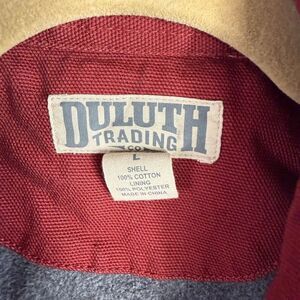 DULUTH
TRADING
CO
L
SHELL
100% COTTON
LINING
100% POLYESTER
MADE IN CHINA